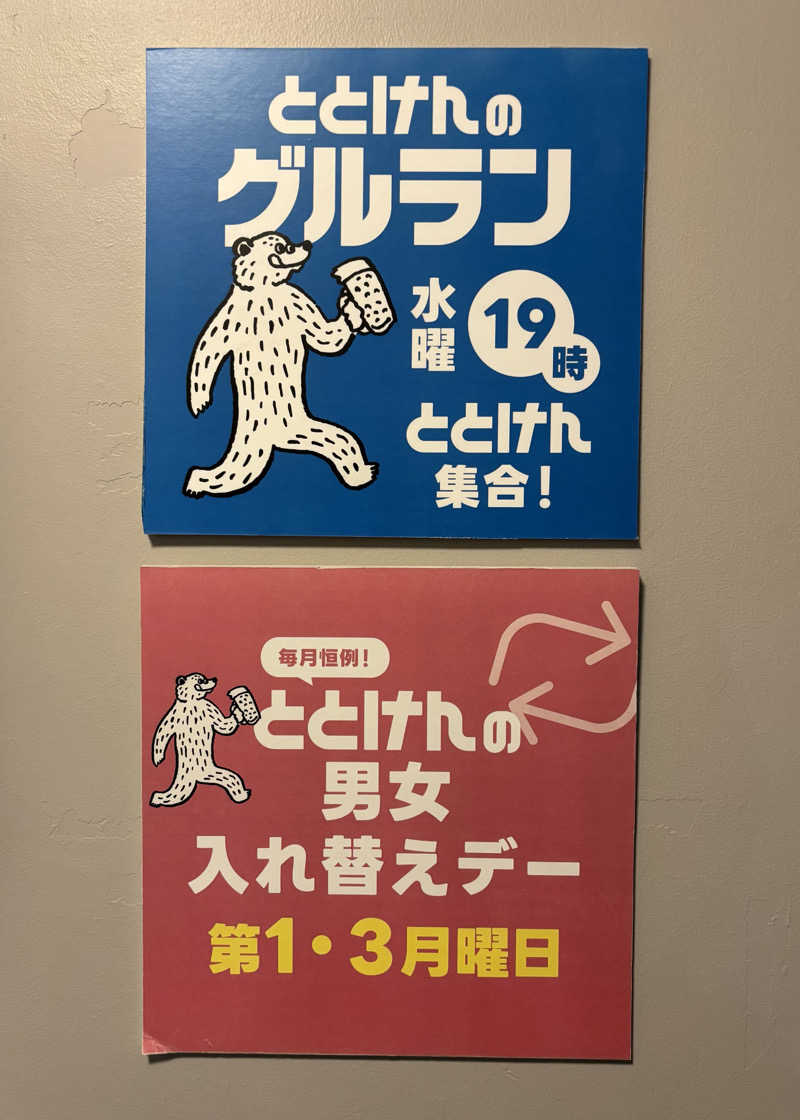 ととけんの
グルラン
水曜
19時
ととけん
集合!
毎月恒例!
ととけんの
男女
入れ替えデー
第1・3月曜日